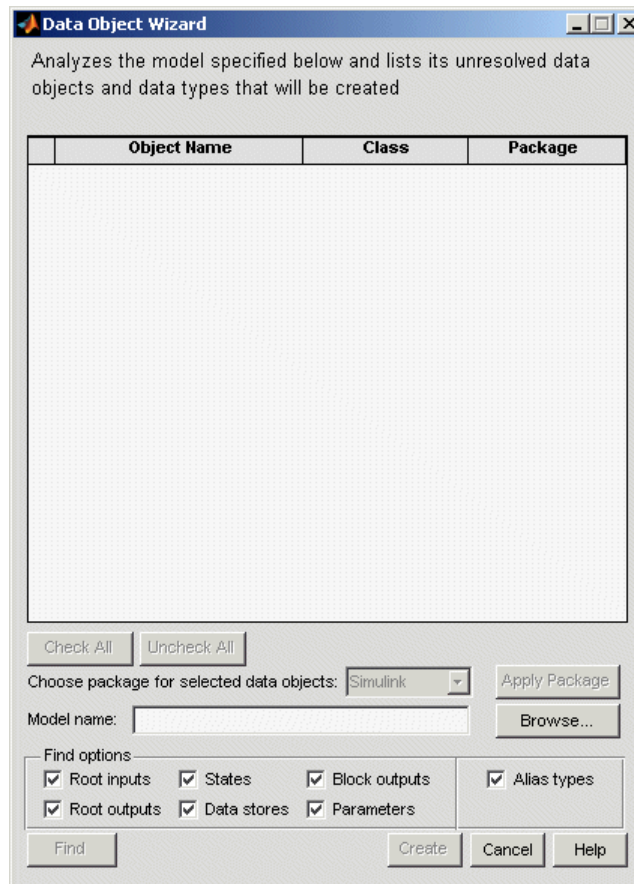 Data Object Wizard
Analyzes the model specified below and lists its unresolved data
objects and data types that will be created
Object Name Class Package
Check All Uncheck All
Choose package for selected data objects: Simulink Apply Package
Model name: Browse...
Find options
Root inputs States Block outputs Alias types
Root outputs Data stores Parameters
Find Create Cancel Help